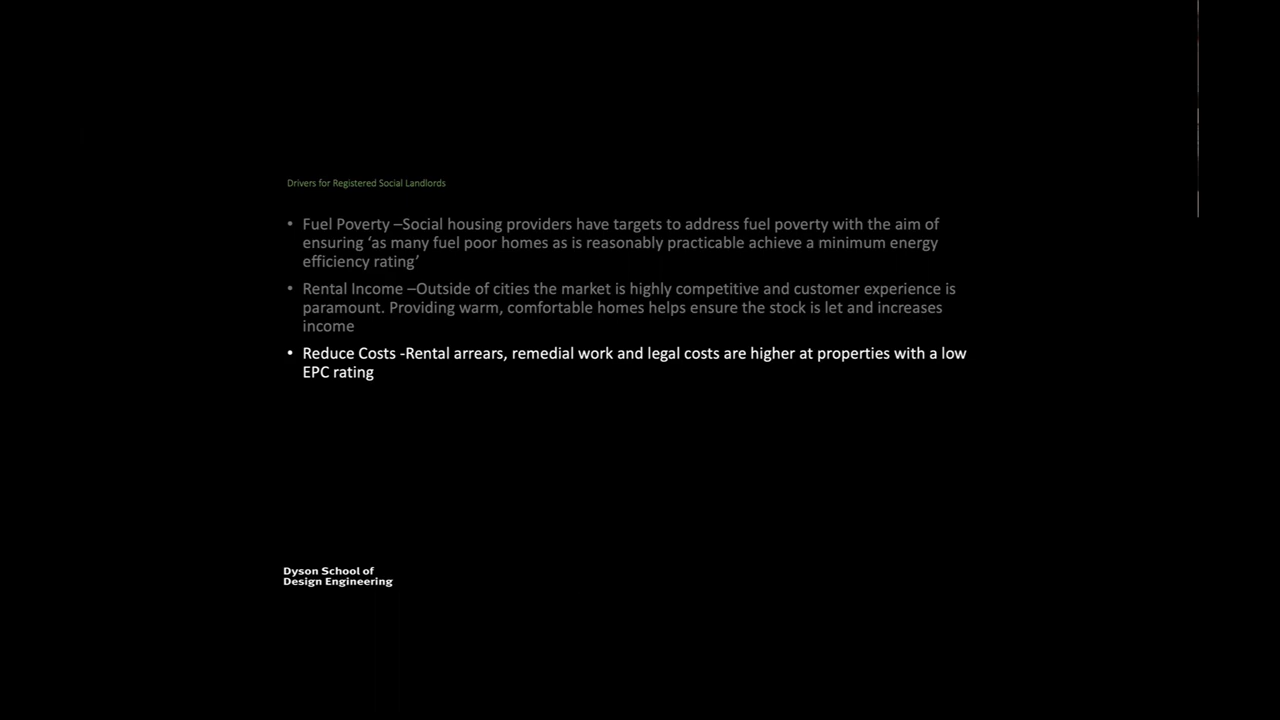 Drivers for Registered Social Landlords
• Fuel Poverty –Social housing providers have targets to address fuel poverty with the aim of
ensuring ‘as many fuel poor homes as is reasonably practicable achieve a minimum energy
efficiency rating’
• Rental Income –Outside of cities the market is highly competitive and customer experience is
paramount. Providing warm, comfortable homes helps ensure the stock is let and increases
income
• Reduce Costs -Rental arrears, remedial work and legal costs are higher at properties with a low
EPC rating
Dyson School of
Design Engineering